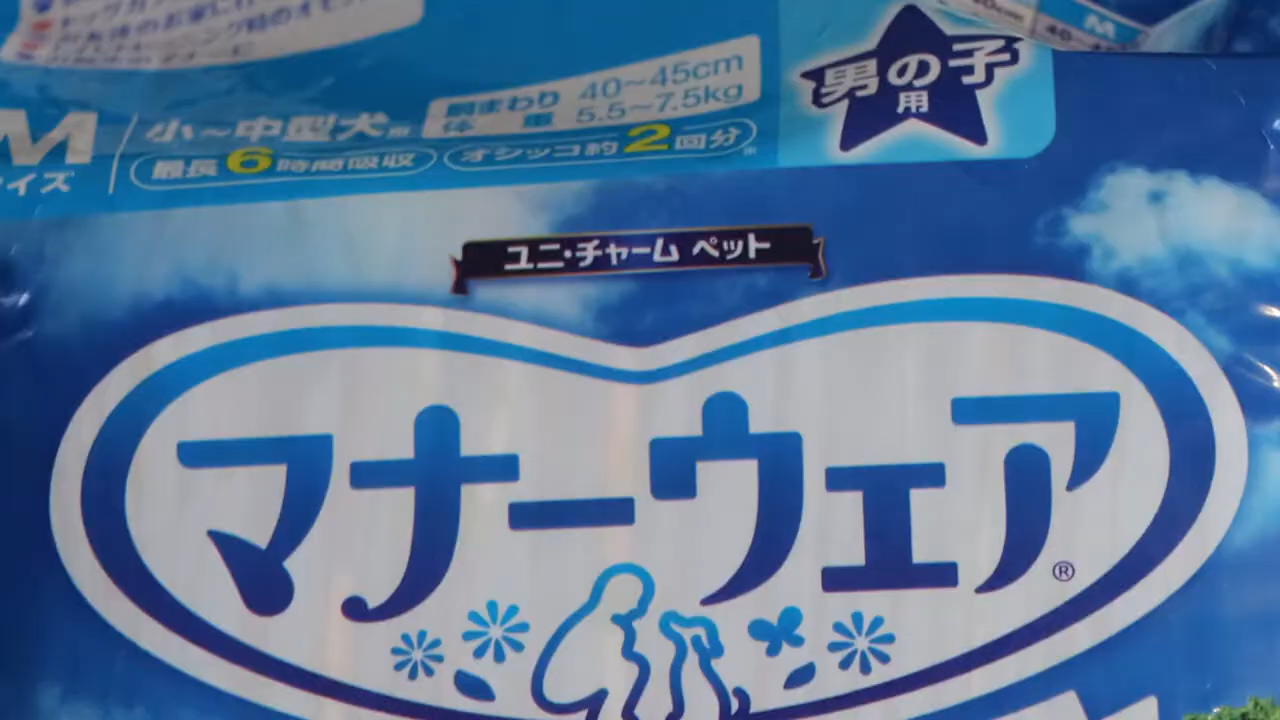 男の子
用
M
サイズ
小～中型犬用
胴まわり 40～45cm
体 重 5.5～7.5kg
最長6時間吸収
オシッコ約2回分※
ユニ・チャーム ペット
マナーウェア®